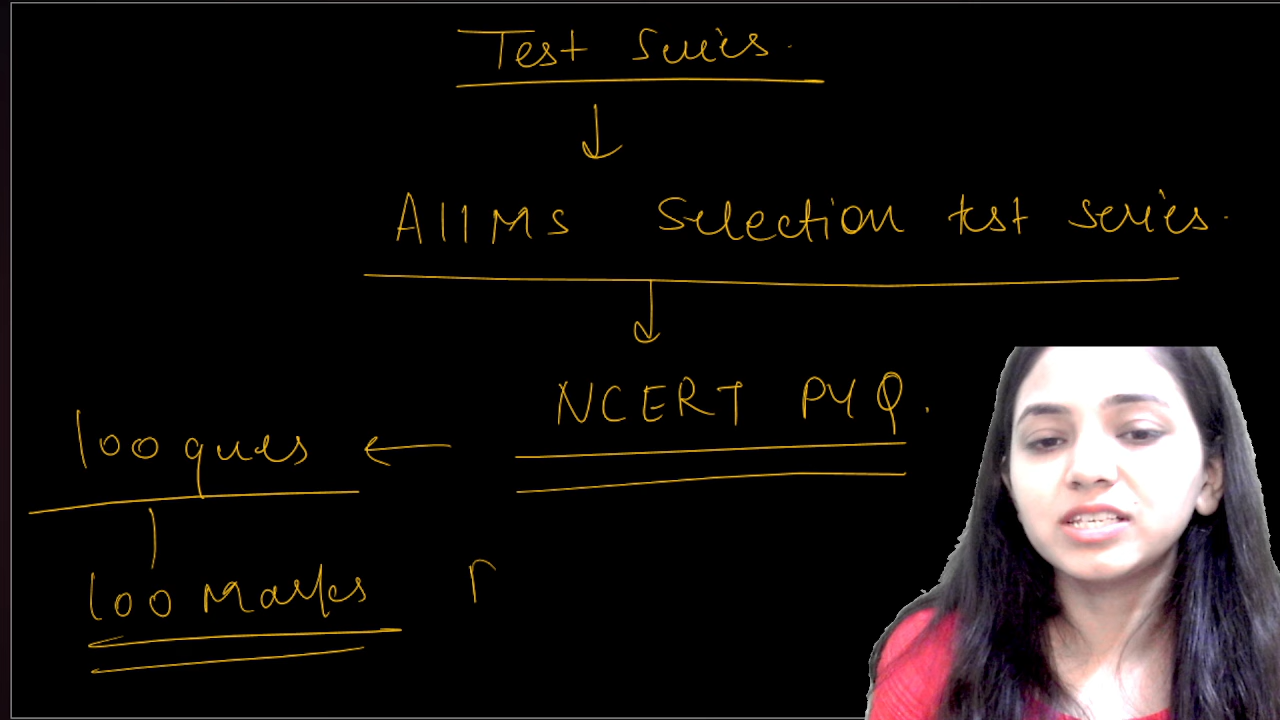 Test Series.
AIIMS Selection test series.
NCERT PYQ.
100 ques
100 Marks